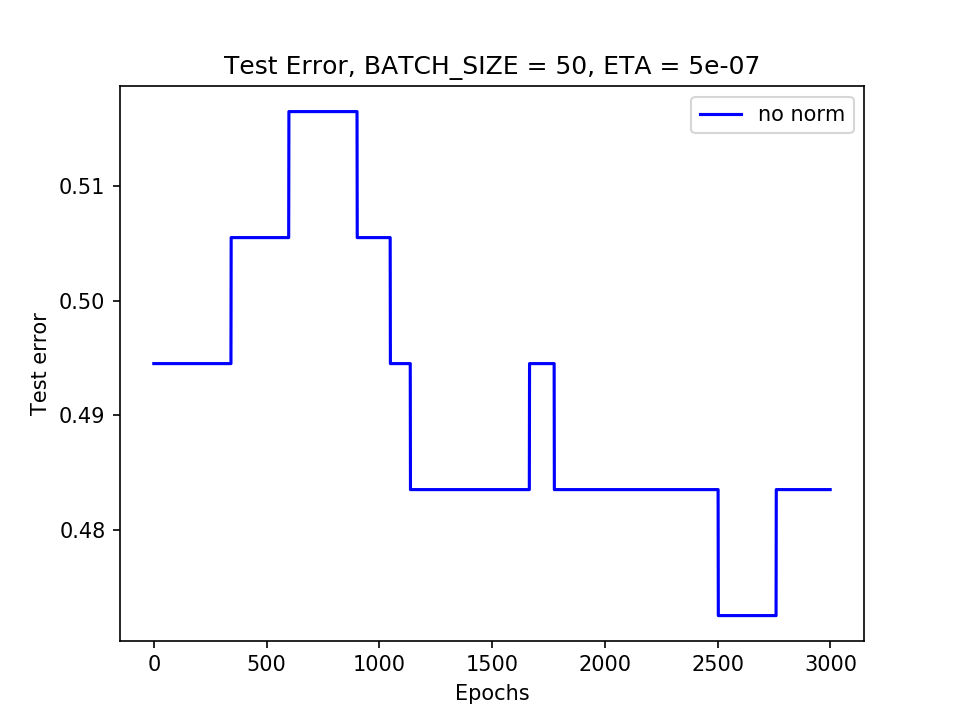 Test Error, BATCH_SIZE = 50, ETA = 5e-07
no norm
Test error
0.51
0.50
0.49
0.48
0 500 1000 1500 2000 2500 3000
Epochs